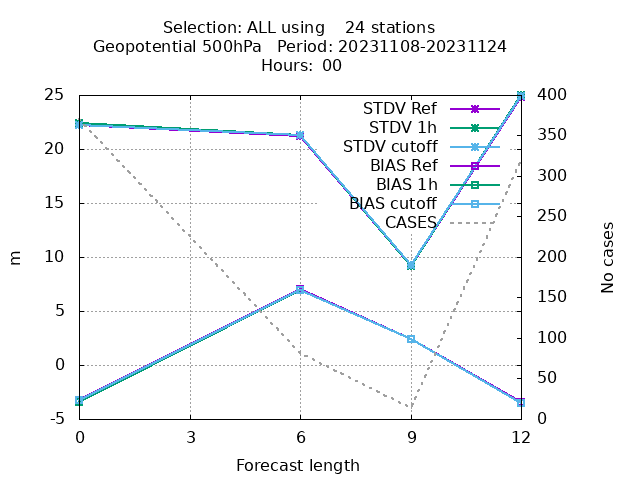 Selection: ALL using    24 stations
Geopotential 500hPa   Period: 20231108-20231124
Hours: 00
25
20
15
10
5
0
-5
m
400
350
300
250
200
150
100
50
0
No cases
STDV Ref
STDV 1h
STDV cutoff
BIAS Ref
BIAS 1h
BIAS cutoff
CASES
0 3 6 9 12
Forecast length